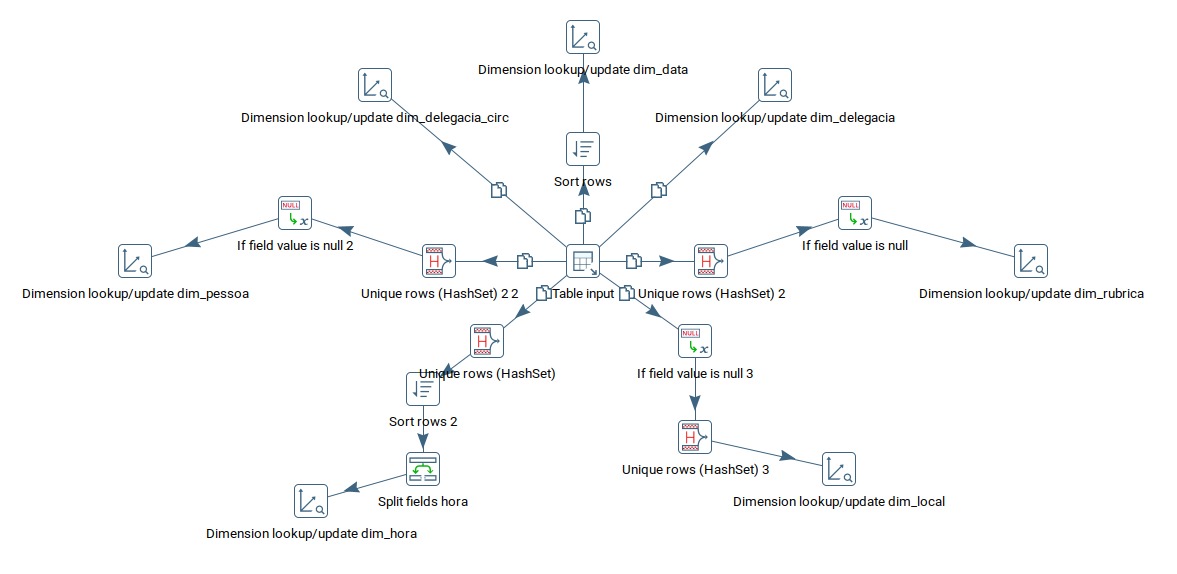 Dimension lookup/update dim_data
Dimension lookup/update dim_delegacia_circ
Dimension lookup/update dim_delegacia
Sort rows
NULL
x
If field value is null 2
NULL
x
If field value is null
H
H
Dimension lookup/update dim_pessoa
Unique rows (HashSet) 2 2
Table input
Unique rows (HashSet) 2
Dimension lookup/update dim_rubrica
H
NULL
x
Unique rows (HashSet)
If field value is null 3
Sort rows 2
H
Unique rows (HashSet) 3
Split fields hora
Dimension lookup/update dim_local
Dimension lookup/update dim_hora